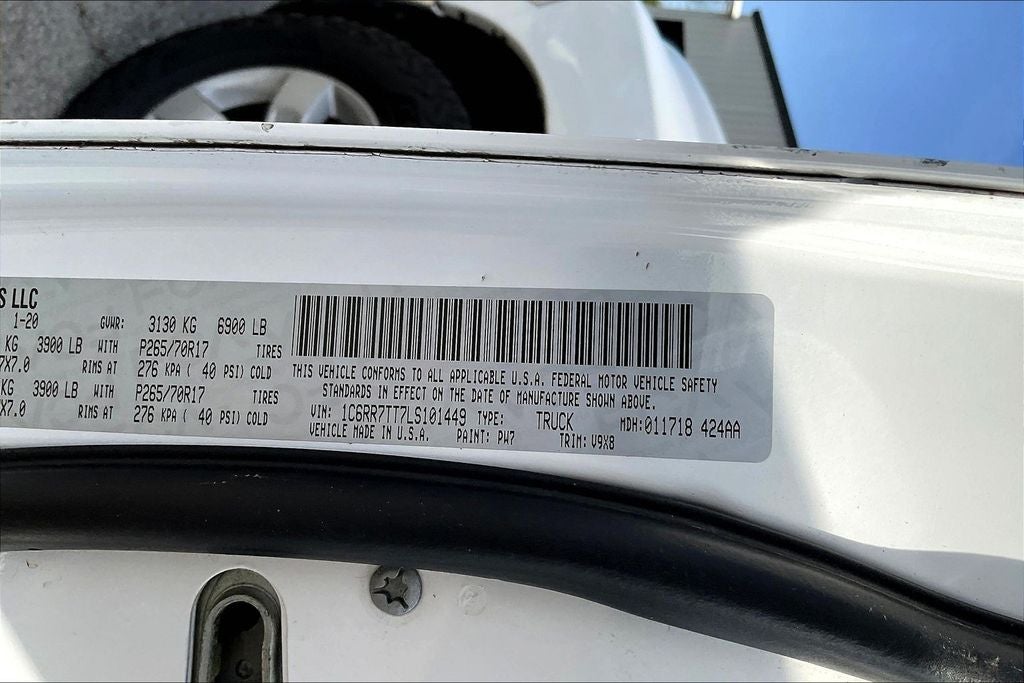 S LLC
1-20 GVWR: 3130 KG 6900 LB
KG 3900 LB WITH P265/70R17 TIRES
7X7.0 RIMS AT 276 KPA ( 40 PSI) COLD
KG 3900 LB WITH P265/70R17 TIRES
X7.0 RIMS AT 276 KPA ( 40 PSI) COLD
THIS VEHICLE CONFORMS TO ALL APPLICABLE U.S.A. FEDERAL MOTOR VEHICLE SAFETY
STANDARDS IN EFFECT ON THE DATE OF MANUFACTURE SHOWN ABOVE.
VIN: 1C6RR7TT7LS101449 TYPE: TRUCK MDH:011718 424AA
VEHICLE MADE IN U.S.A. PAINT: PW7 TRIM: V9X8